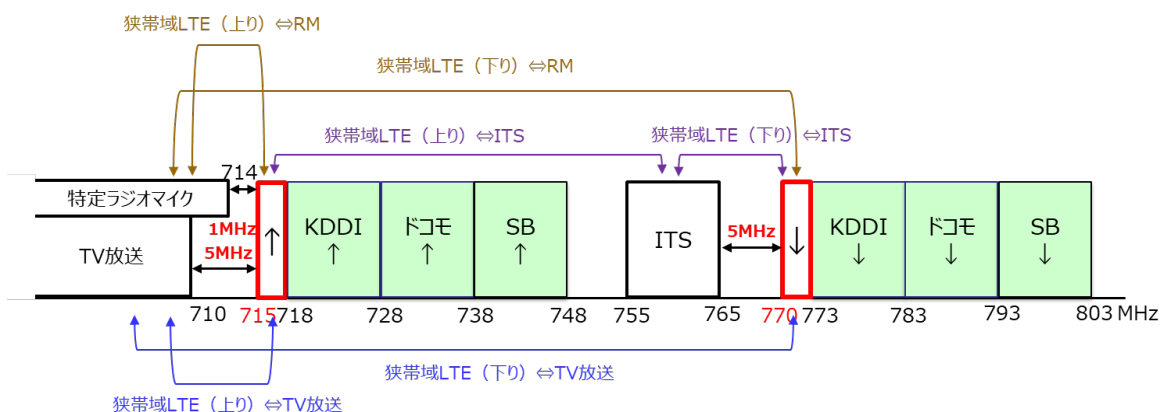 狭帯域LTE（上り）⇔RM
狭帯域LTE（下り）⇔RM
狭帯域LTE（上り）⇔ITS
狭帯域LTE（下り）⇔ITS
714
特定ラジオマイク
1MHz
5MHz
TV放送
↑
KDDI
↑
ドコモ
↑
SB
↑
ITS
5MHz
↓
KDDI
↓
ドコモ
↓
SB
↓
710 715 718 728 738 748 755 765 770 773 783 793 803 MHz
狭帯域LTE（下り）⇔TV放送
狭帯域LTE（上り）⇔TV放送